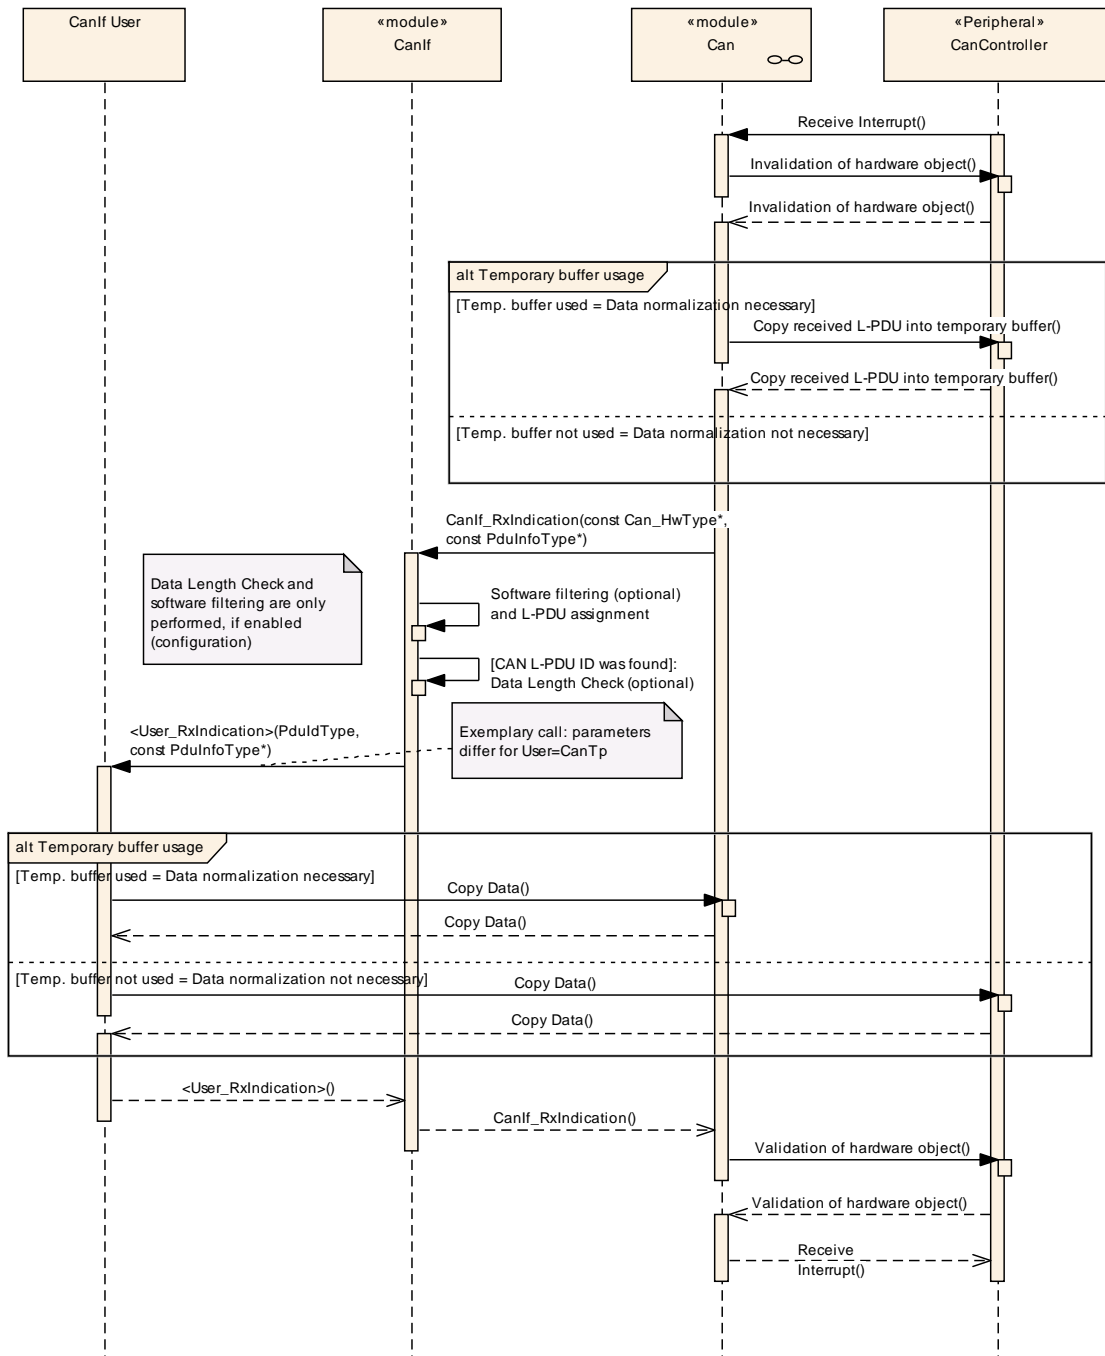 CanIf User
«module»
CanIf
«module»
Can
«Peripheral»
CanController
Receive Interrupt()
Invalidation of hardware object()
Invalidation of hardware object()
alt Temporary buffer usage
[Temp. buffer used = Data normalization necessary]
Copy received L-PDU into temporary buffer()
Copy received L-PDU into temporary buffer()
[Temp. buffer not used = Data normalization not necessary]
CanIf_RxIndication(const Can_HwType*,
const PduInfoType*)
Data Length Check and
software filtering are only
performed, if enabled
(configuration)
Software filtering (optional)
and L-PDU assignment
[CAN L-PDU ID was found]:
Data Length Check (optional)
<User_RxIndication>(PduIdType,
const PduInfoType*)
Exemplary call: parameters
differ for User=CanTp
alt Temporary buffer usage
[Temp. buffer used = Data normalization necessary]
Copy Data()
Copy Data()
[Temp. buffer not used = Data normalization not necessary]
Copy Data()
Copy Data()
<User_RxIndication>()
CanIf_RxIndication()
Validation of hardware object()
Validation of hardware object()
Receive
Interrupt()